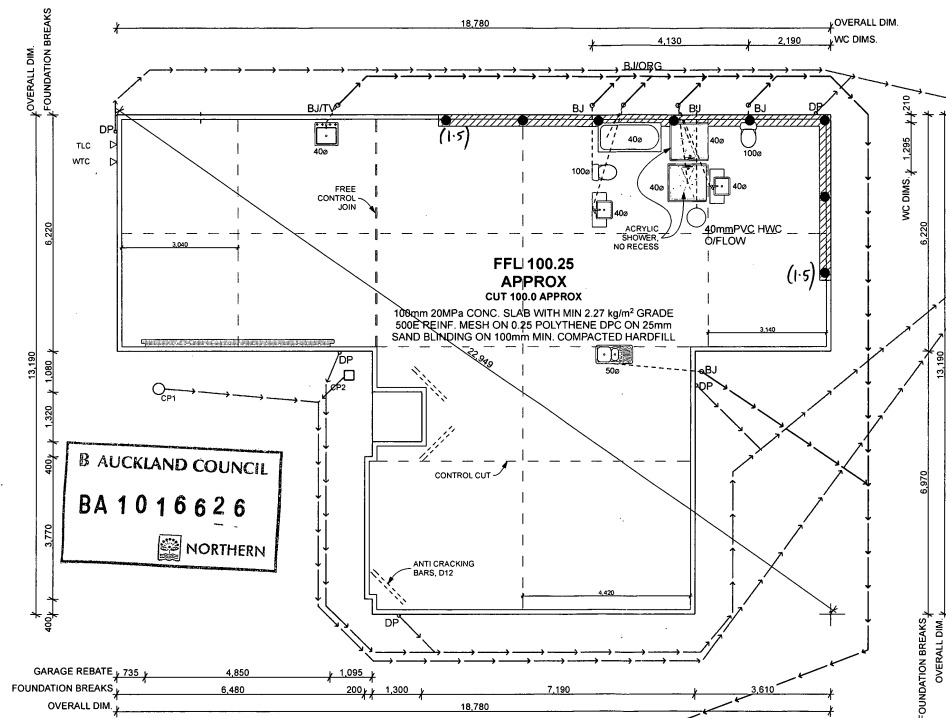 18,780
OVERALL DIM.
4,130
2,190
WC DIMS.
OVERALL DIM.
FOUNDATION BREAKS
BJ/ORG
BJ/TV
BJ
BJ
BJ
DP
210
DP
TLC
WTC
40ø
(1.5)
40ø
40ø
100ø
1,295
WC DIMS.
100ø
40ø
40ø
40ø
FREE
CONTROL
JOIN
ACRYLIC
SHOWER,
NO RECESS
40mmPVC HWC
O/FLOW
6,220
6,220
3,040
FFL 100.25
APPROX
CUT 100.0 APPROX
(1.5)
100mm 20MPa CONC. SLAB WITH MIN 2.27 kg/m² GRADE
500E REINF. MESH ON 0.25 POLYTHENE DPC ON 25mm
SAND BLINDING ON 100mm MIN. COMPACTED HARDFILL
3,140
22,949
50ø
BJ
DP
DP
CP2
CP1
13,190
1,080
1,320
400
3,770
400
13,190
6,970
B AUCKLAND COUNCIL
BA 1016626
NORTHERN
CONTROL CUT
ANTI CRACKING
BARS, D12
4,420
DP
GARAGE REBATE
735
4,850
1,095
FOUNDATION BREAKS
6,480
200
1,300
7,190
3,610
OVERALL DIM.
18,780
FOUNDATION BREAKS
OVERALL DIM.